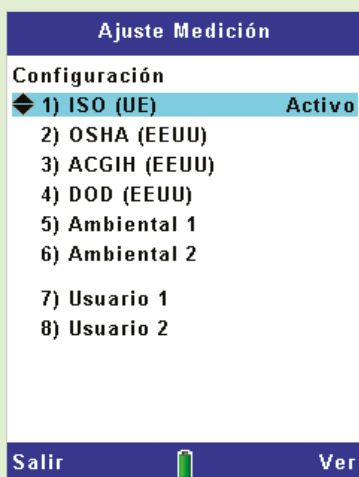 Ajuste Medición
Configuración
1) ISO (UE) Activo
2) OSHA (EEUU)
3) ACGIH (EEUU)
4) DOD (EEUU)
5) Ambiental 1
6) Ambiental 2
7) Usuario 1
8) Usuario 2
Salir Ver